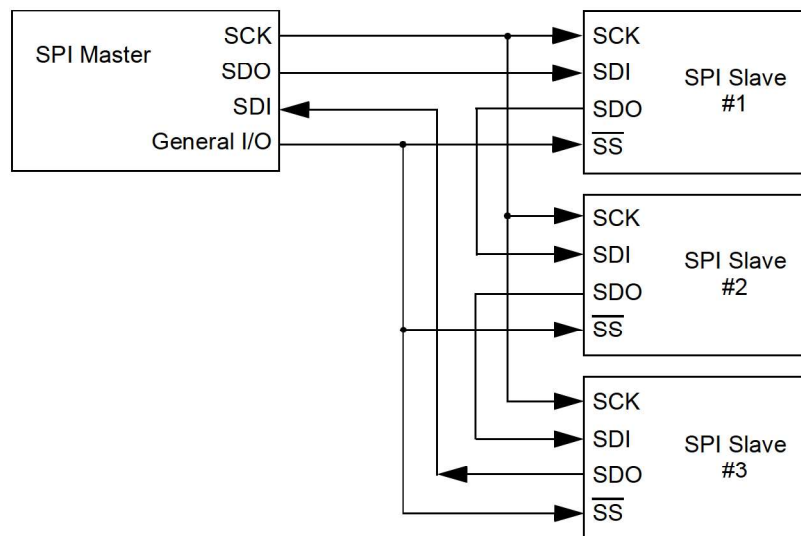 SPI Master
SCK
SDO
SDI
General I/O
SCK
SDI
SDO
SS
SPI Slave
#1
SCK
SDI
SDO
SS
SPI Slave
#2
SCK
SDI
SDO
SS
SPI Slave
#3